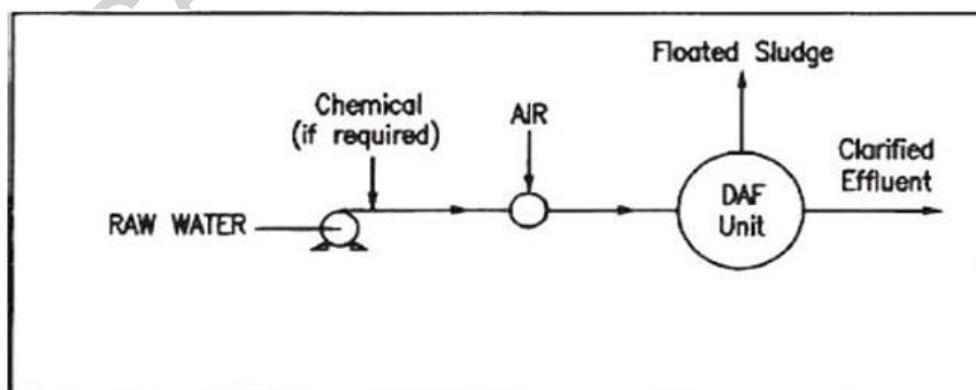 Floated Sludge
Chemical
(if required)
AIR
Clarified
Effluent
RAW WATER
DAF
Unit